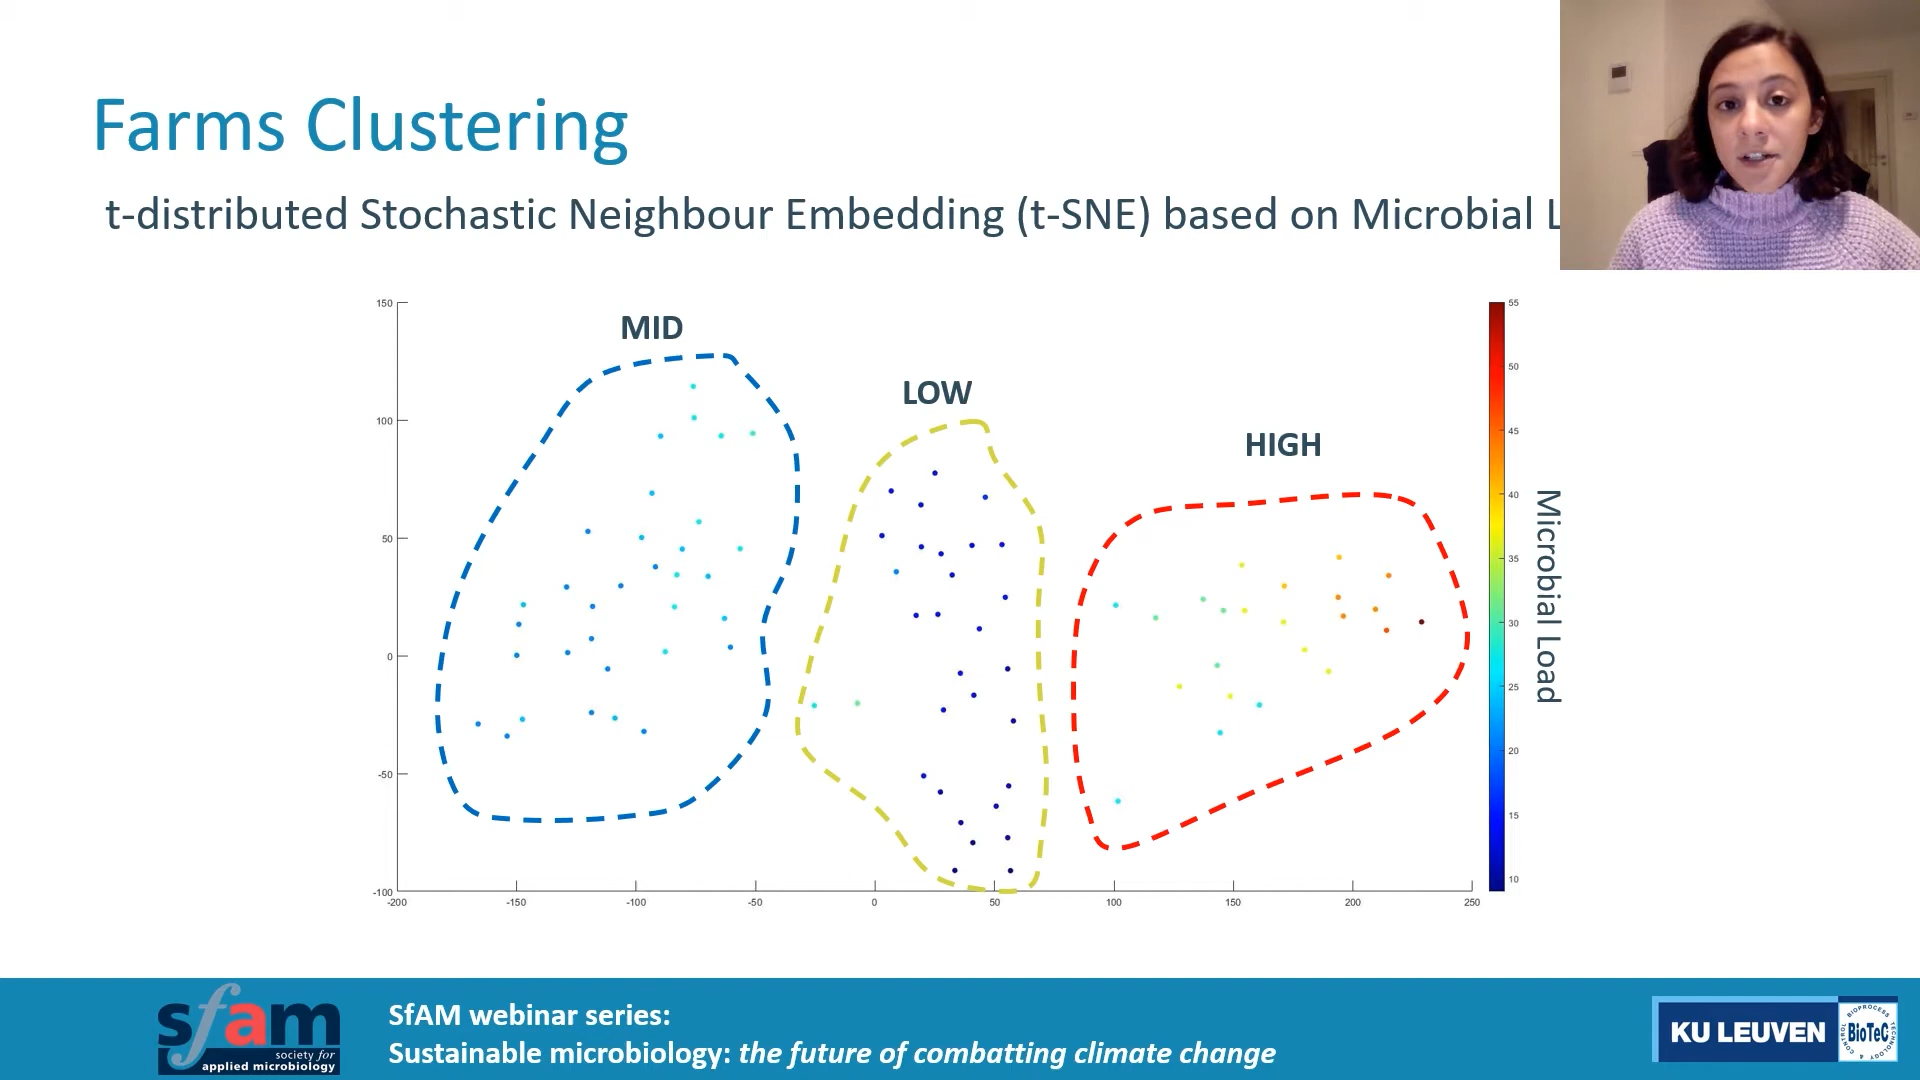 Farms Clustering
t-distributed Stochastic Neighbour Embedding (t-SNE) based on Microbial L
MID
LOW
HIGH
150
100
50
0
-50
-100
-200
-150
-100
-50
0
50
100
150
200
250
55
50
45
40
35
30
25
20
15
10
Microbial Load
sfam
society for
applied microbiology
SfAM webinar series:
Sustainable microbiology: the future of combatting climate change
KU LEUVEN
BioTeC
BIOPROCESS
TECHNOLOGY
& CONTROL